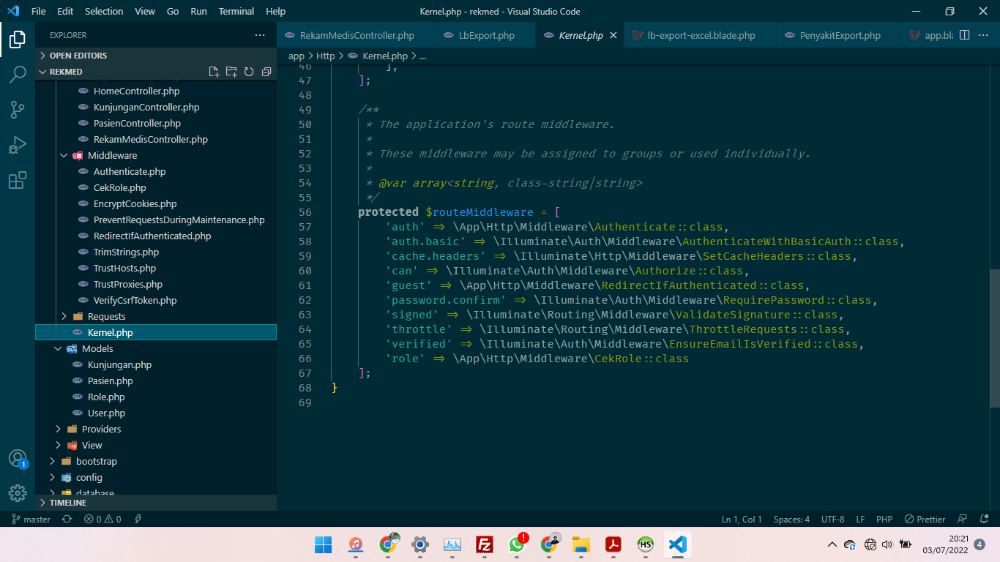 File Edit Selection View Go Run Terminal Help Kernel.php - rekmed - Visual Studio Code
EXPLORER
RekamMedisController.php LbExport.php Kernel.php lb-export-excel.blade.php PenyakitExport.php app.bla
OPEN EDITORS
app > Http > Kernel.php > ...
REKMED
HomeController.php
KunjunganController.php
PasienController.php
RekamMedisController.php
Middleware
Authenticate.php
CekRole.php
EncryptCookies.php
PreventRequestsDuringMaintenance.php
RedirectIfAuthenticated.php
TrimStrings.php
TrustHosts.php
TrustProxies.php
VerifyCsrfToken.php
Requests
Kernel.php
Models
Kunjungan.php
Pasien.php
Role.php
User.php
Providers
View
bootstrap
config
database
TIMELINE
46 ],
47 ];
48
49 /**
50 * The application's route middleware.
51 *
52 * These middleware may be assigned to groups or used individually.
53 *
54 * @var array<string, class-string|string>
55 */
56 protected $routeMiddleware = [
57 'auth' => \App\Http\Middleware\Authenticate::class,
58 'auth.basic' => \Illuminate\Auth\Middleware\AuthenticateWithBasicAuth::class,
59 'cache.headers' => \Illuminate\Http\Middleware\SetCacheHeaders::class,
60 'can' => \Illuminate\Auth\Middleware\Authorize::class,
61 'guest' => \App\Http\Middleware\RedirectIfAuthenticated::class,
62 'password.confirm' => \Illuminate\Auth\Middleware\RequirePassword::class,
63 'signed' => \Illuminate\Routing\Middleware\ValidateSignature::class,
64 'throttle' => \Illuminate\Routing\Middleware\ThrottleRequests::class,
65 'verified' => \Illuminate\Auth\Middleware\EnsureEmailIsVerified::class,
66 'role' => \App\Http\Middleware\CekRole::class
67 ];
68 }
69
1
master 0 0 Ln 1, Col 1 Spaces: 4 UTF-8 LF PHP Prettier
Fz ! HS
20:21
03/07/2022 4